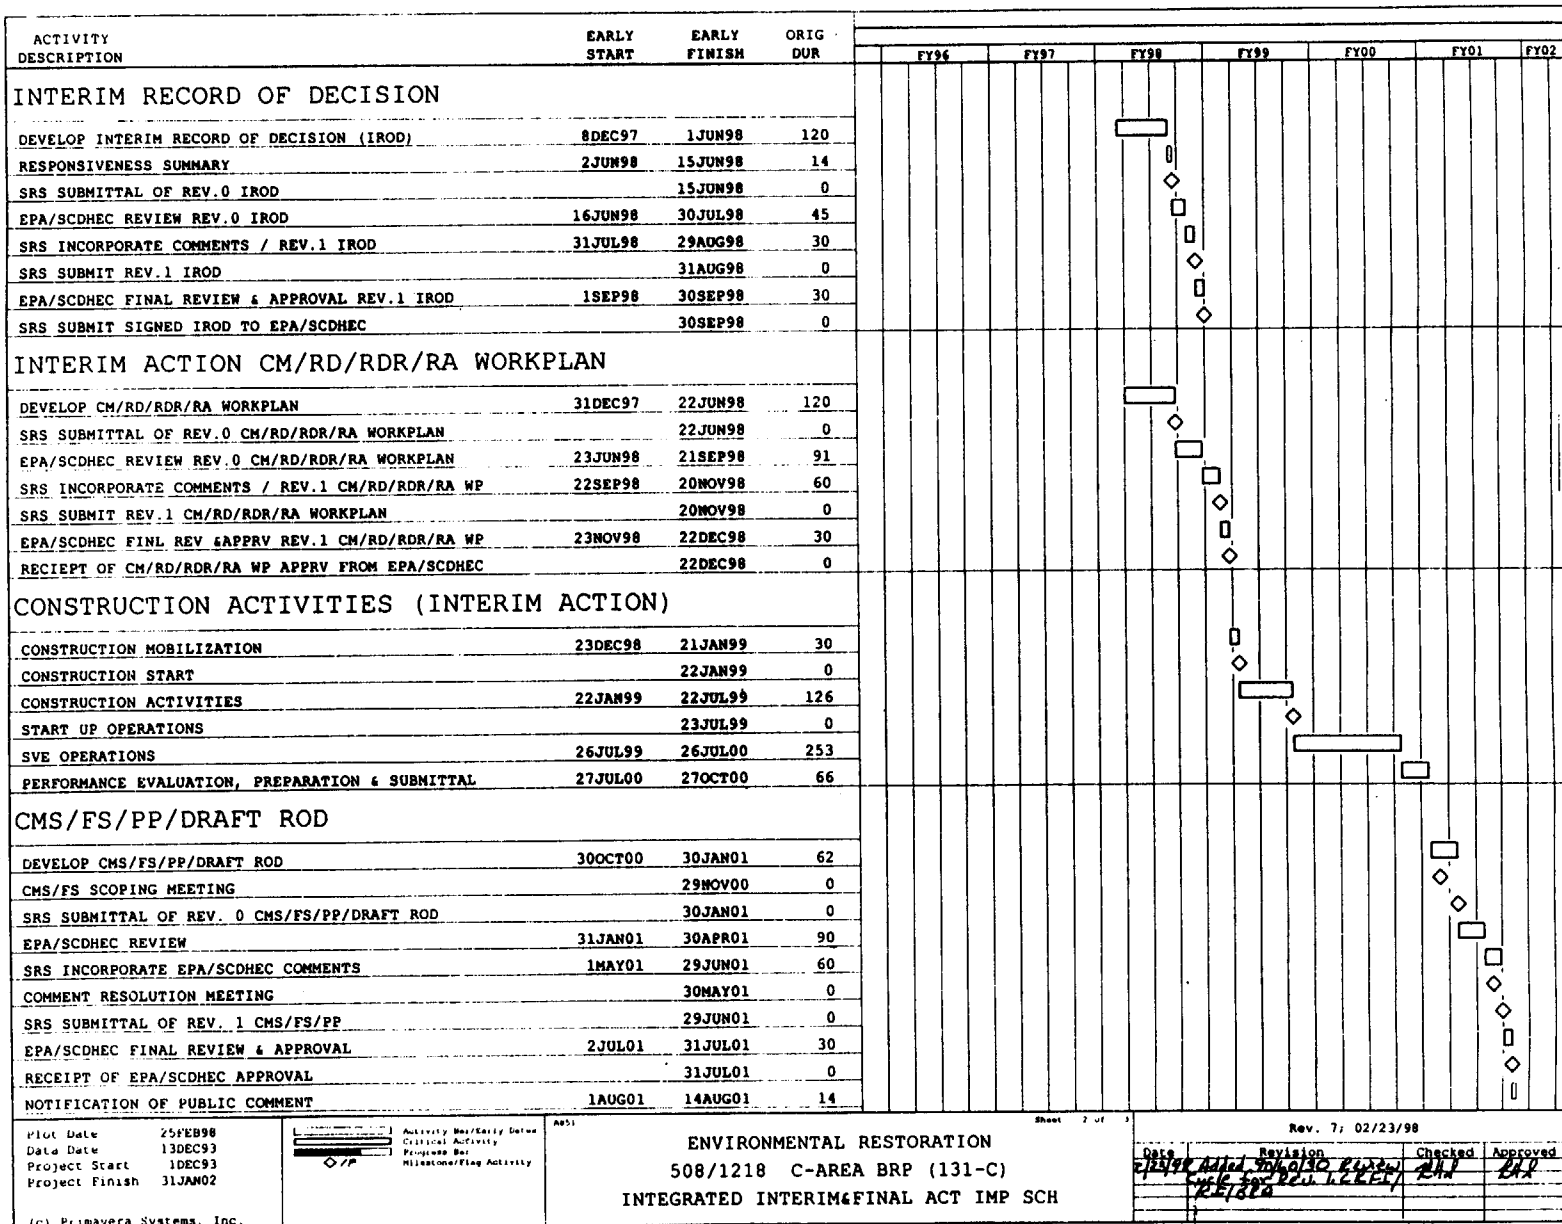 ACTIVITY DESCRIPTION EARLY START EARLY FINISH ORIG DUR
FY96 FY97 FY98 FY99 FY00 FY01 FY02
INTERIM RECORD OF DECISION
DEVELOP INTERIM RECORD OF DECISION (IROD) 8DEC97 1JUN98 120
RESPONSIVENESS SUMMARY 2JUN98 15JUN98 14
SRS SUBMITTAL OF REV.0 IROD 15JUN98 0
EPA/SCDHEC REVIEW REV.0 IROD 16JUN98 30JUL98 45
SRS INCORPORATE COMMENTS / REV.1 IROD 31JUL98 29AUG98 30
SRS SUBMIT REV.1 IROD 31AUG98 0
EPA/SCDHEC FINAL REVIEW & APPROVAL REV.1 IROD 1SEP98 30SEP98 30
SRS SUBMIT SIGNED IROD TO EPA/SCDHEC 30SEP98 0
INTERIM ACTION CM/RD/RDR/RA WORKPLAN
DEVELOP CM/RD/RDR/RA WORKPLAN 31DEC97 22JUN98 120
SRS SUBMITTAL OF REV.0 CM/RD/RDR/RA WORKPLAN 22JUN98 0
EPA/SCDHEC REVIEW REV.0 CM/RD/RDR/RA WORKPLAN 23JUN98 21SEP98 91
SRS INCORPORATE COMMENTS / REV.1 CM/RD/RDR/RA WP 22SEP98 20NOV98 60
SRS SUBMIT REV.1 CM/RD/RDR/RA WORKPLAN 20NOV98 0
EPA/SCDHEC FINL REV &APPRV REV.1 CM/RD/RDR/RA WP 23NOV98 22DEC98 30
RECIEPT OF CM/RD/RDR/RA WP APPRV FROM EPA/SCDHEC 22DEC98 0
CONSTRUCTION ACTIVITIES (INTERIM ACTION)
CONSTRUCTION MOBILIZATION 23DEC98 21JAN99 30
CONSTRUCTION START 22JAN99 0
CONSTRUCTION ACTIVITIES 22JAN99 22JUL99 126
START UP OPERATIONS 23JUL99 0
SVE OPERATIONS 26JUL99 26JUL00 253
PERFORMANCE EVALUATION, PREPARATION & SUBMITTAL 27JUL00 27OCT00 66
CMS/FS/PP/DRAFT ROD
DEVELOP CMS/FS/PP/DRAFT ROD 30OCT00 30JAN01 62
CMS/FS SCOPING MEETING 29NOV00 0
SRS SUBMITTAL OF REV. 0 CMS/FS/PP/DRAFT ROD 30JAN01 0
EPA/SCDHEC REVIEW 31JAN01 30APR01 90
SRS INCORPORATE EPA/SCDHEC COMMENTS 1MAY01 29JUN01 60
COMMENT RESOLUTION MEETING 30MAY01 0
SRS SUBMITTAL OF REV. 1 CMS/FS/PP 29JUN01 0
EPA/SCDHEC FINAL REVIEW & APPROVAL 2JUL01 31JUL01 30
RECEIPT OF EPA/SCDHEC APPROVAL 31JUL01 0
NOTIFICATION OF PUBLIC COMMENT 1AUG01 14AUG01 14
Plot Date 25FEB98
Data Date 13DEC93
Project Start 1DEC93
Project Finish 31JAN02
(c) Primavera Systems, Inc.
Activity Bar/Early Dates
Critical Activity
Progress Bar
Milestone/Flag Activity
Sheet 2 of 3
ENVIRONMENTAL RESTORATION
508/1218 C-AREA BRP (131-C)
INTEGRATED INTERIM&FINAL ACT IMP SCH
Rev. 7; 02/23/98
Date Revision Checked Approved
Added 90/60/30 Review
Cycle for Rev. 1